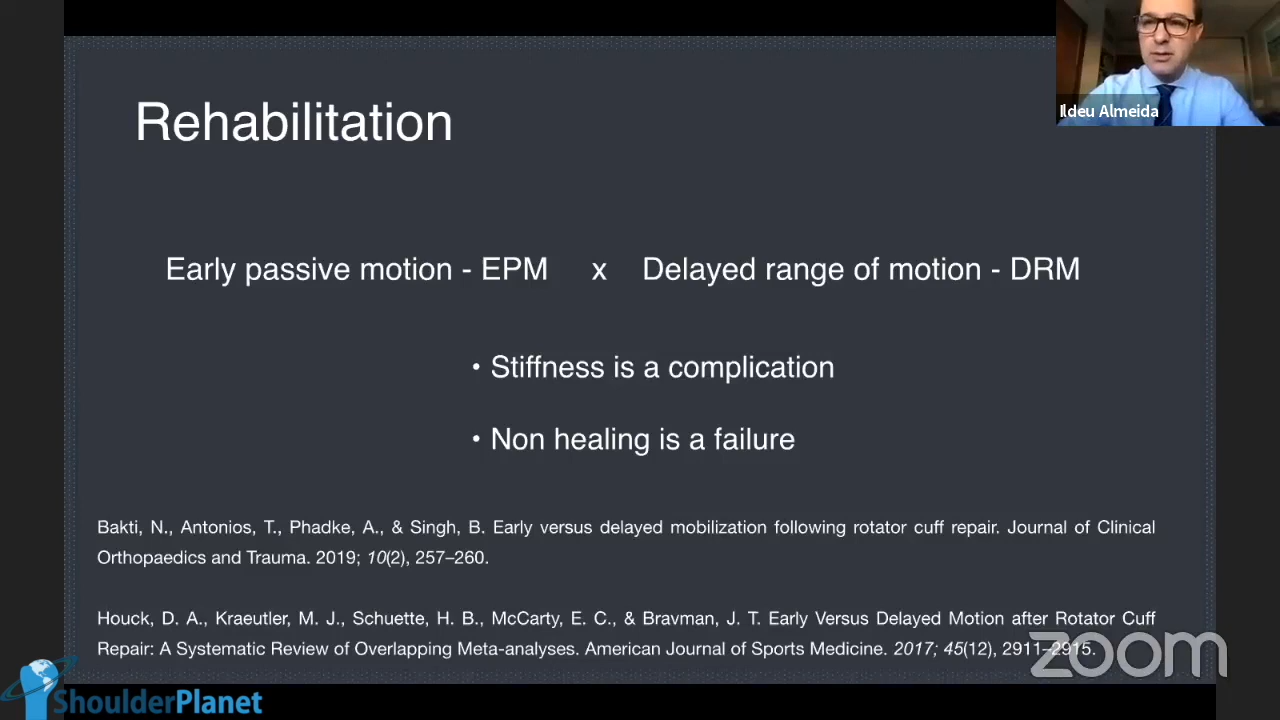 Rehabilitation
Ildeu Almeida
Early passive motion - EPM x Delayed range of motion - DRM
• Stiffness is a complication
• Non healing is a failure
Bakti, N., Antonios, T., Phadke, A., & Singh, B. Early versus delayed mobilization following rotator cuff repair. Journal of Clinical
Orthopaedics and Trauma. 2019; 10(2), 257–260.
Houck, D. A., Kraeutler, M. J., Schuette, H. B., McCarty, E. C., & Bravman, J. T. Early Versus Delayed Motion after Rotator Cuff
Repair: A Systematic Review of Overlapping Meta-analyses. American Journal of Sports Medicine. 2017; 45(12), 2911–2915.
zoom
ShoulderPlanet